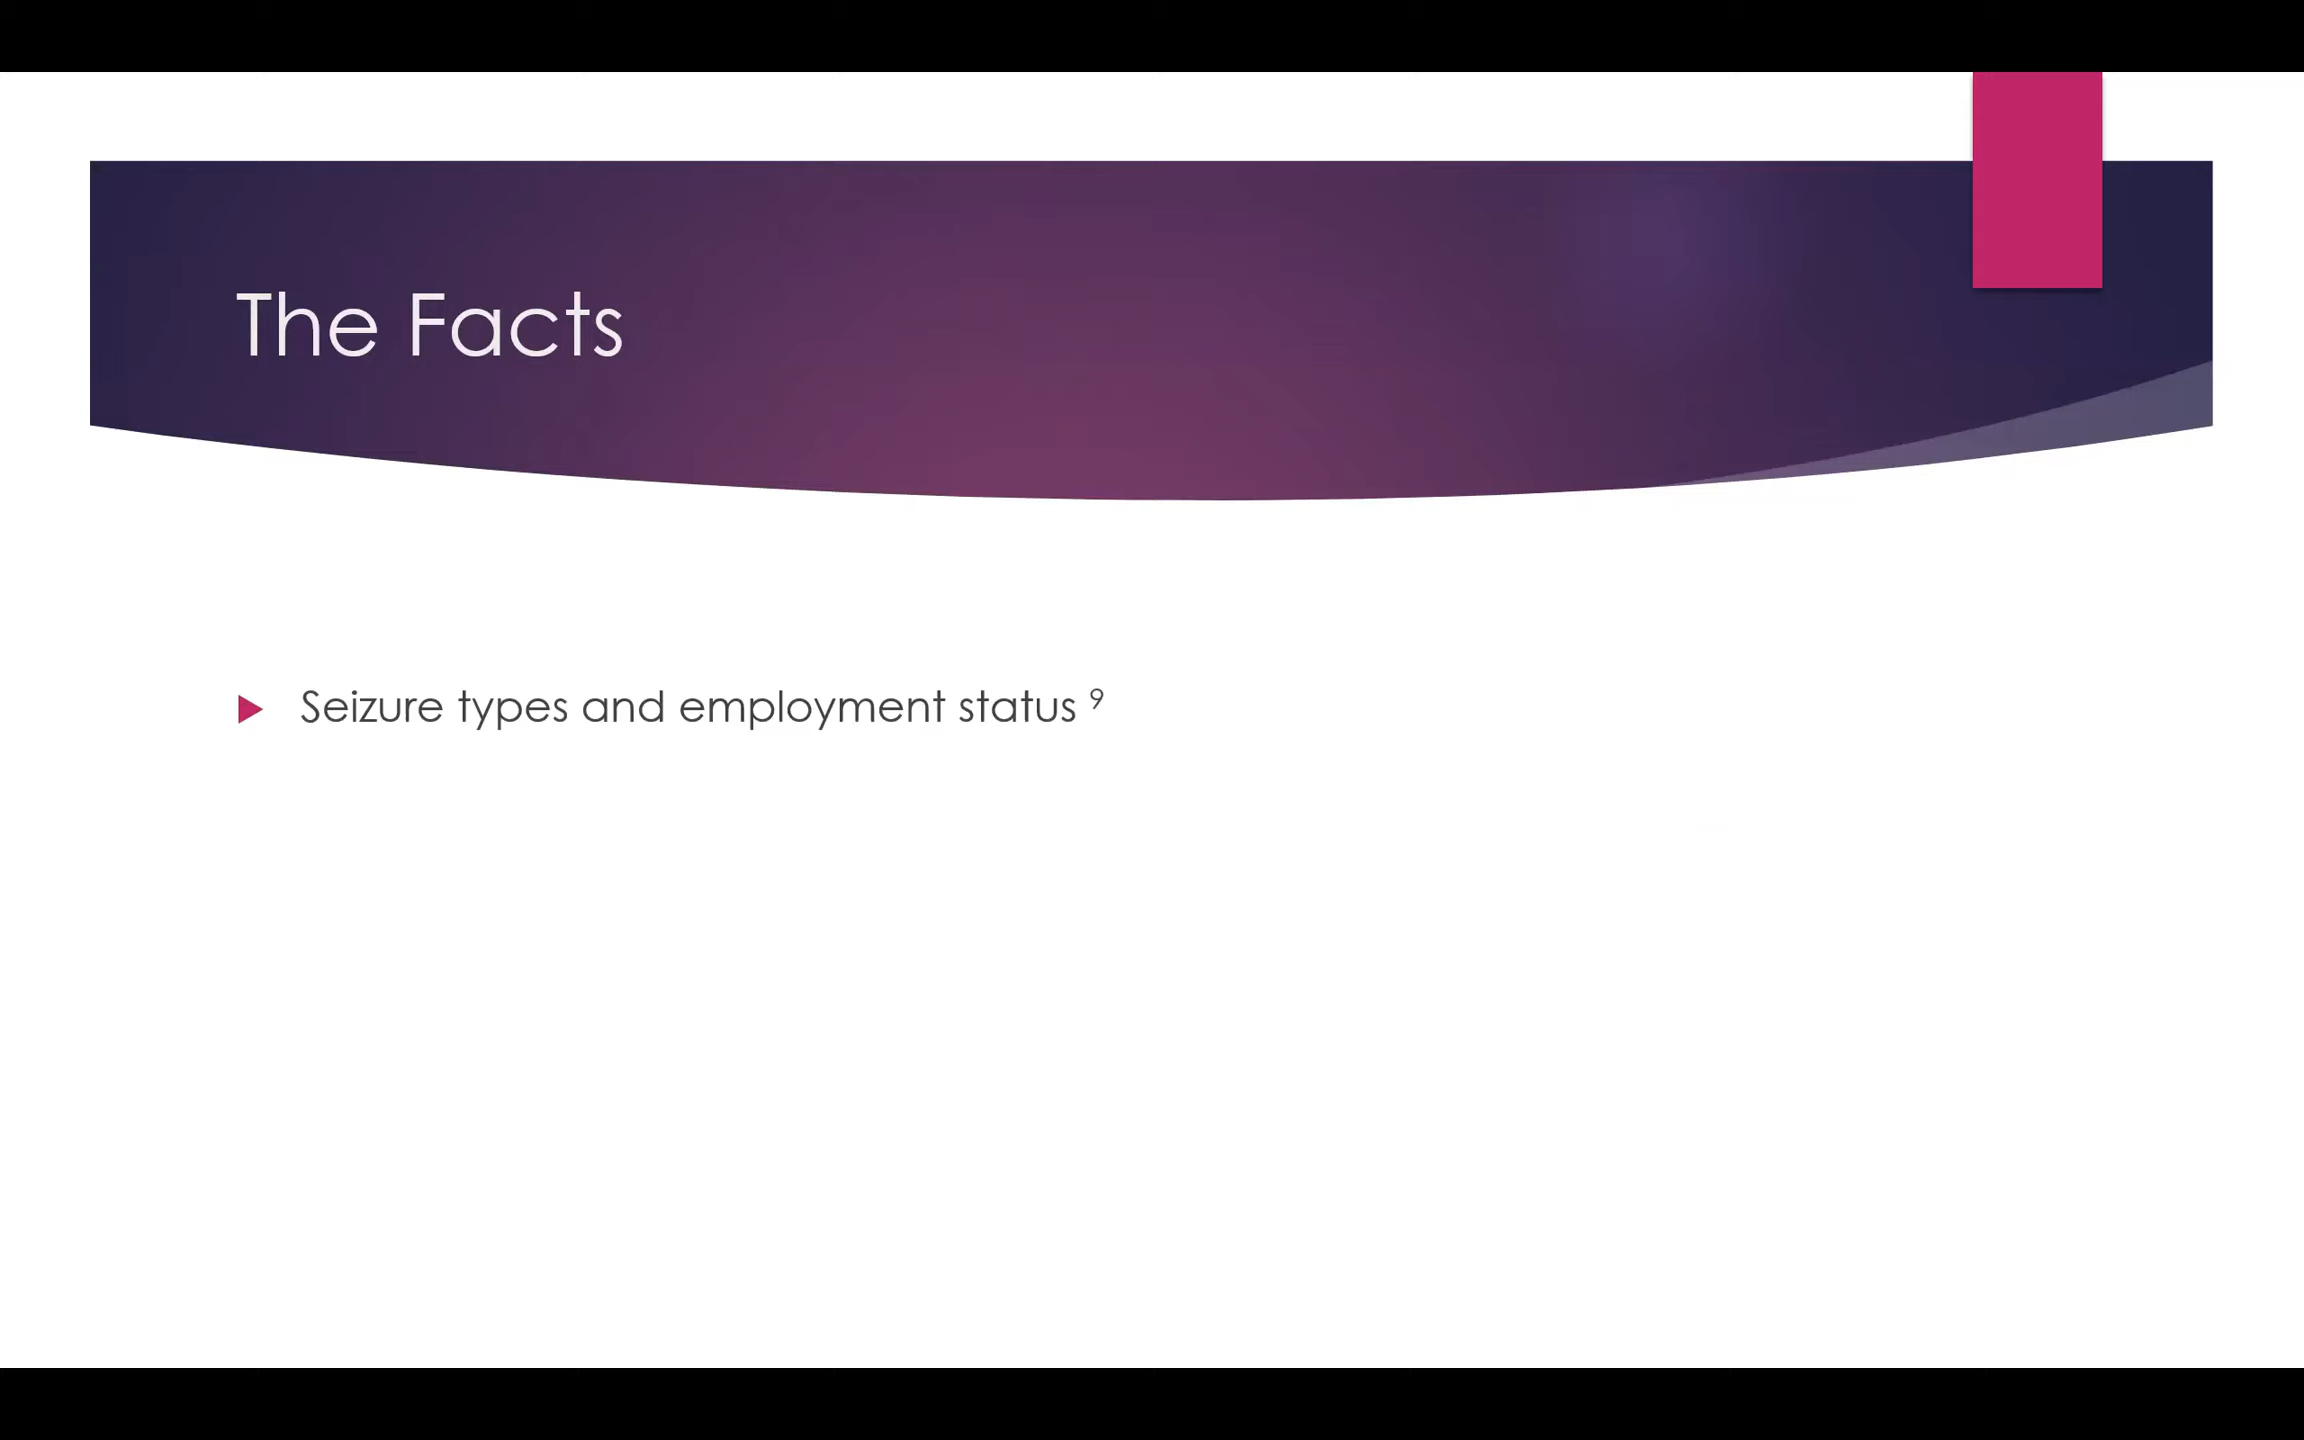 The Facts
Seizure types and employment status ⁹